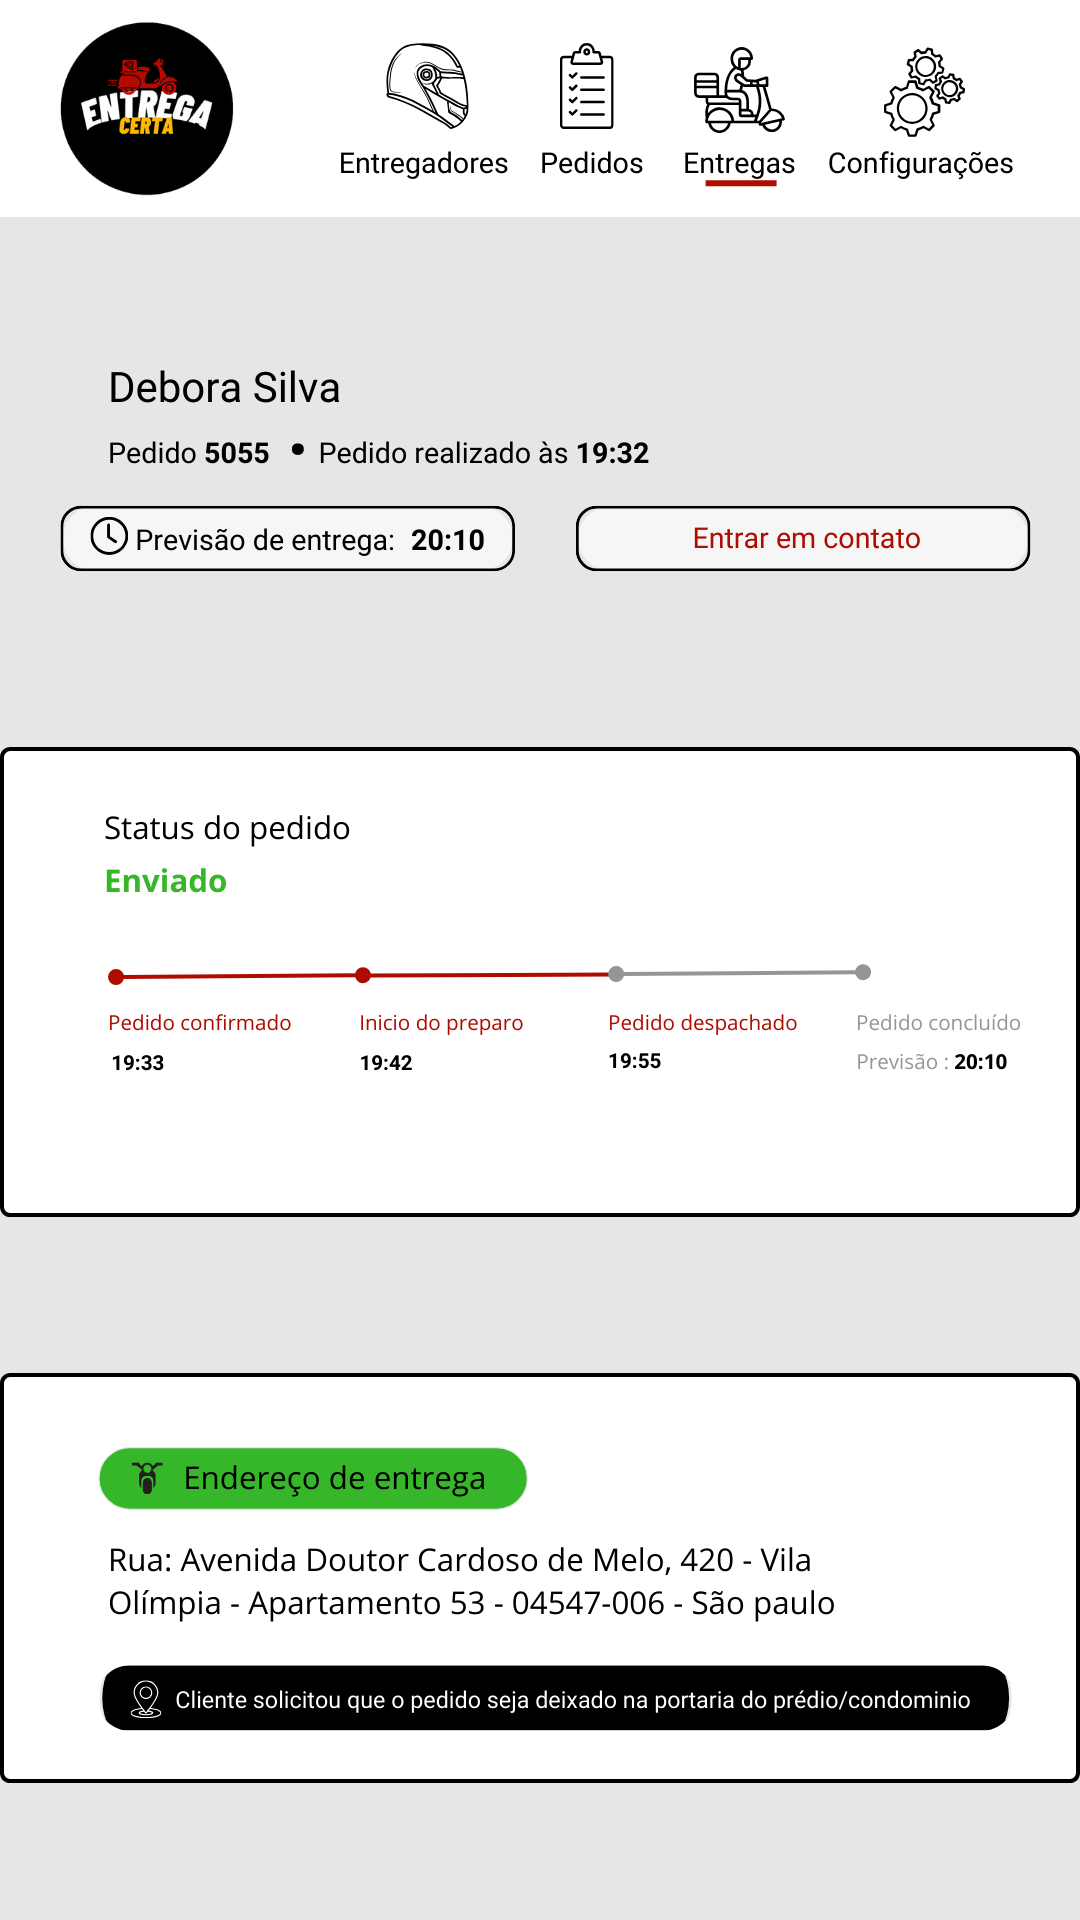 ENTREGA
CERTA
Entregadores
Pedidos
Entregas
Configurações
Debora Silva
Pedido 5055 • Pedido realizado às 19:32
Previsão de entrega: 20:10
Entrar em contato
Status do pedido
Enviado
Pedido confirmado
19:33
Inicio do preparo
19:42
Pedido despachado
19:55
Pedido concluído
Previsão : 20:10
Endereço de entrega
Rua: Avenida Doutor Cardoso de Melo, 420 - Vila
Olímpia - Apartamento 53 - 04547-006 - São paulo
Cliente solicitou que o pedido seja deixado na portaria do prédio/condominio